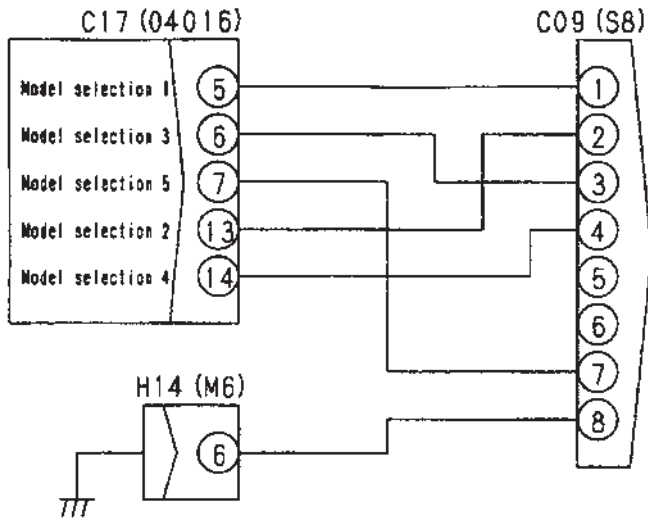 C17 (04016)
C09 (S8)
Model selection 1 5
Model selection 3 6
Model selection 5 7
Model selection 2 13
Model selection 4 14
1
2
3
4
5
6
7
8
H14 (M6)
6